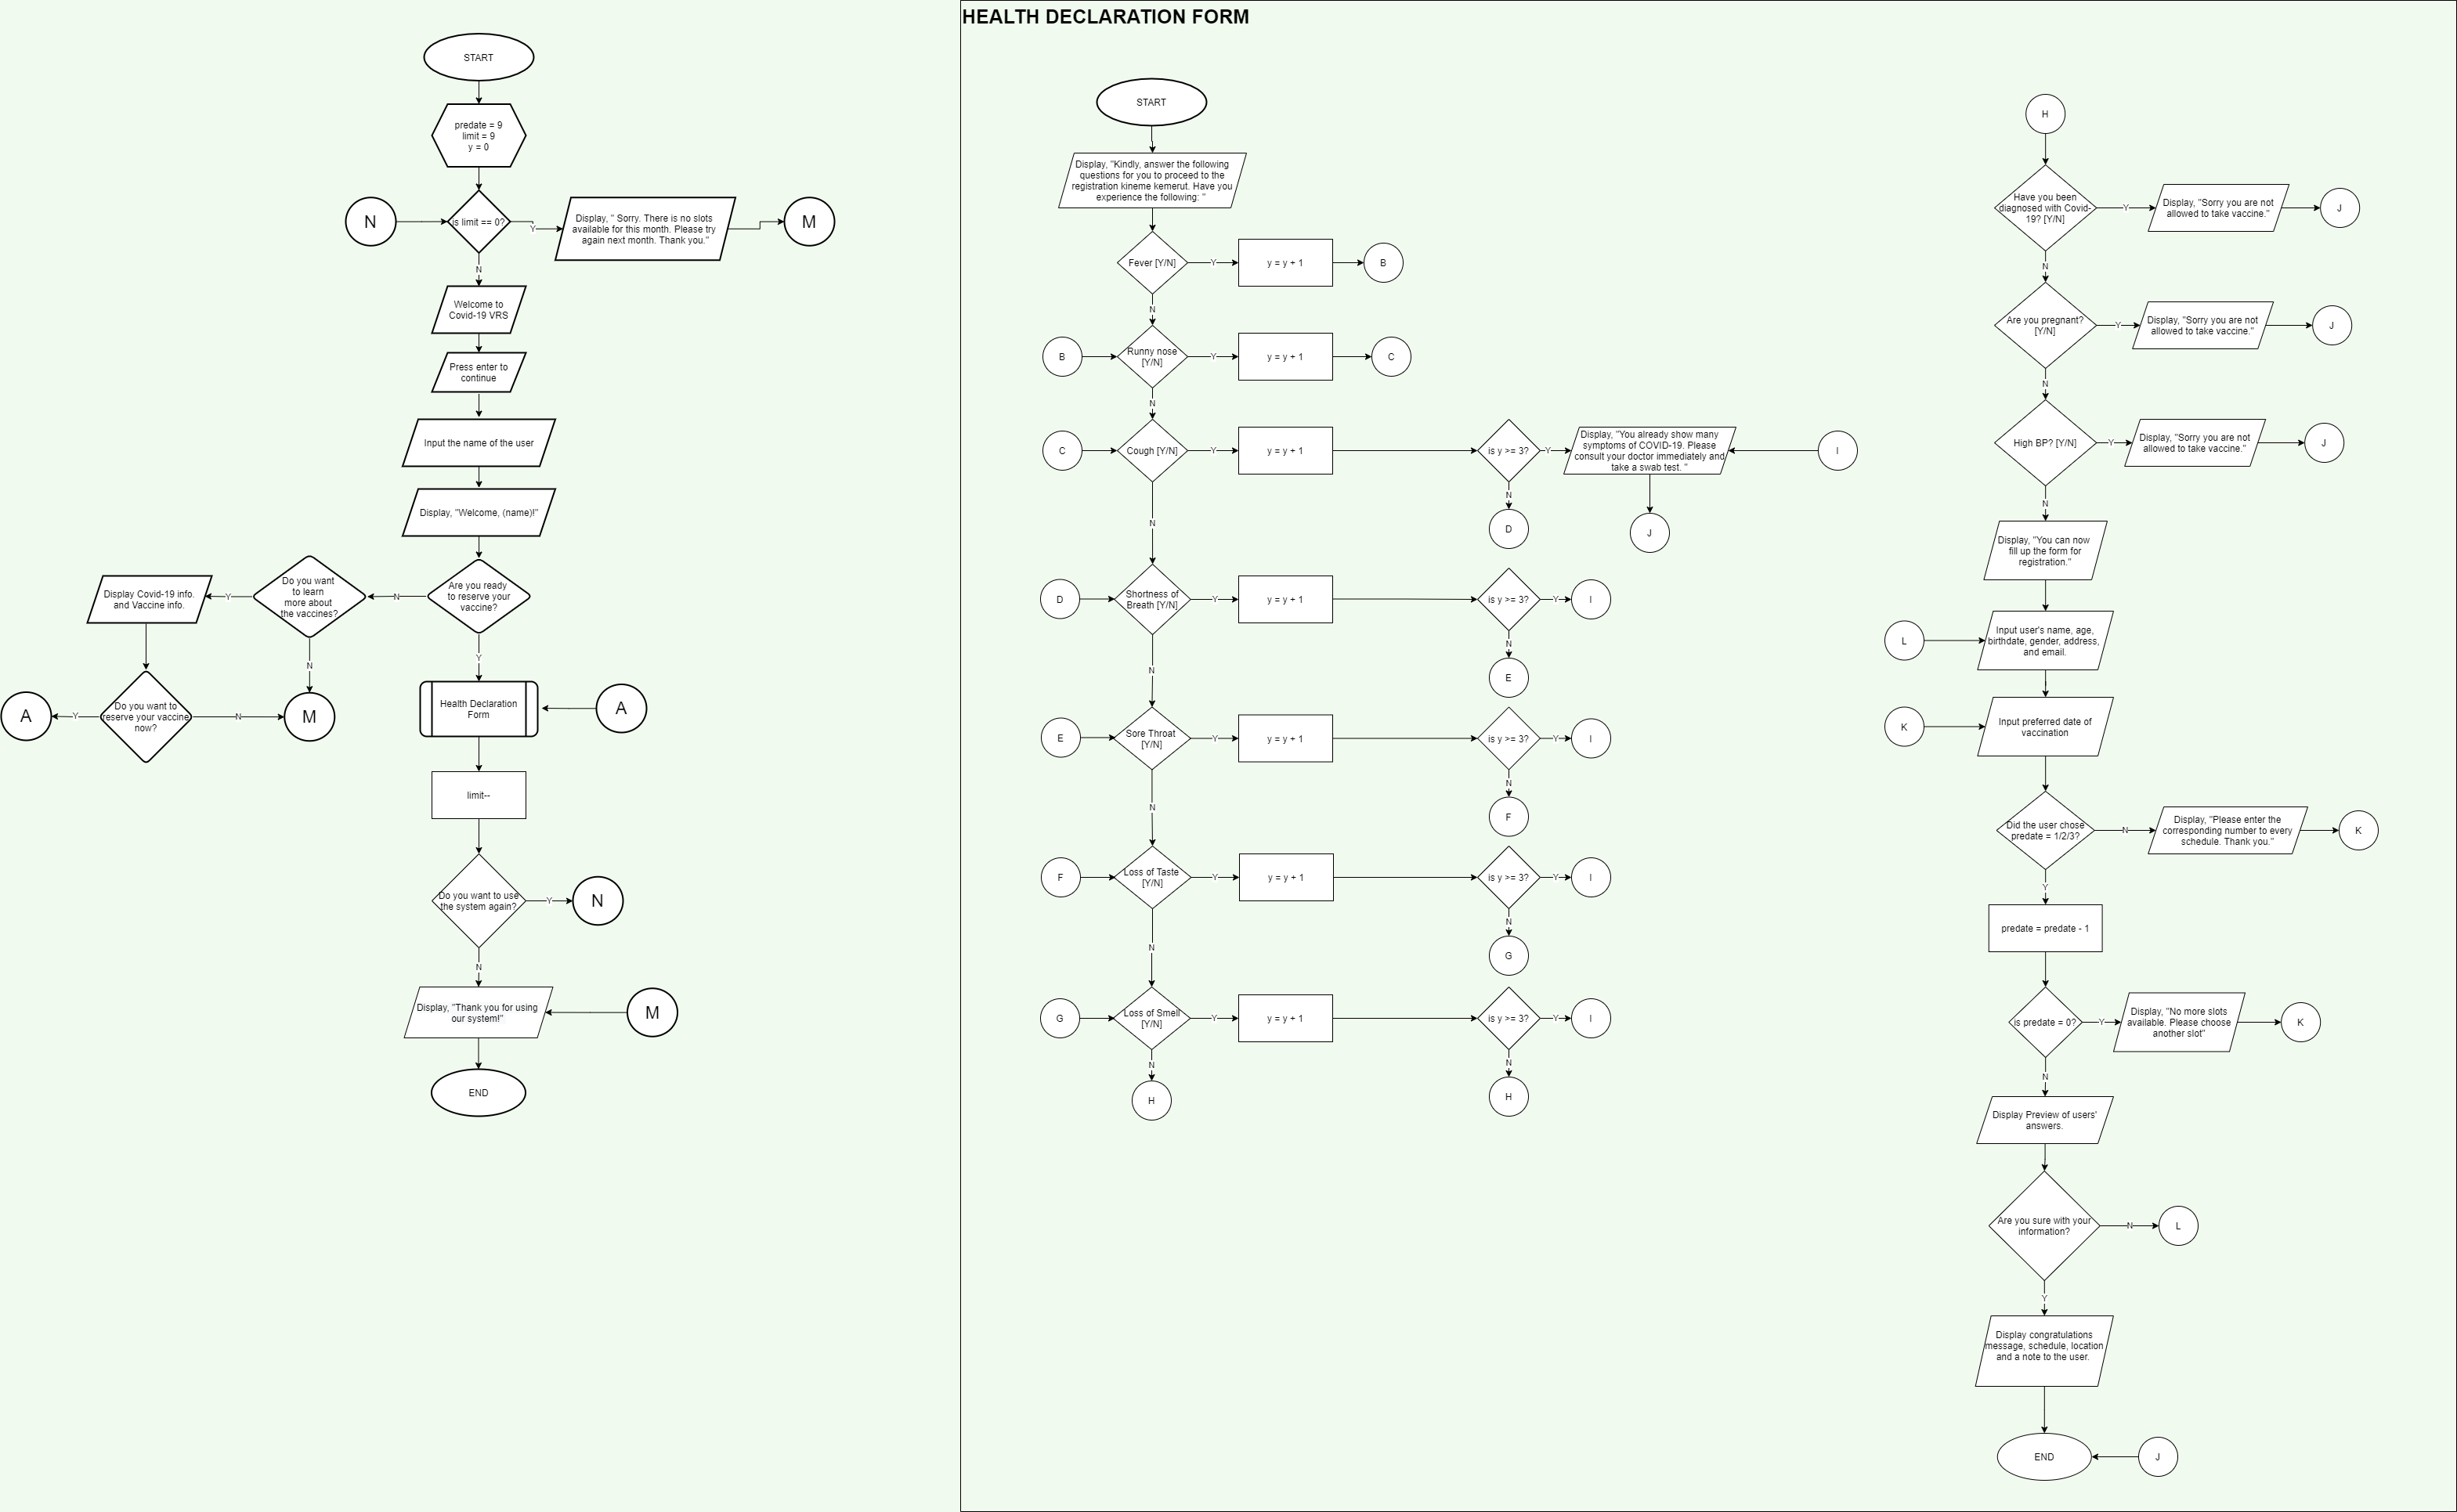 HEALTH DECLARATION FORM
START
predate = 9
limit = 9
y = 0
N
is limit == 0?
Y
Display, " Sorry. There is no slots
available for this month. Please try
again next month. Thank you."
M
N
Welcome to
Covid-19 VRS
Press enter to
continue
Input the name of the user
Display, "Welcome, (name)!"
Are you ready
to reserve your
vaccine?
N
Do you want
to learn
more about
the vaccines?
Y
Display Covid-19 info.
and Vaccine info.
N
Y
A
Y
Do you want to
reserve your vaccine
now?
N
M
Health Declaration
Form
A
limit--
Do you want to use
the system again?
Y
N
N
Display, "Thank you for using
our system!"
M
END
START
Display, "Kindly, answer the following
questions for you to proceed to the
registration kineme kemerut. Have you
experience the following: "
Fever [Y/N]
Y
y = y + 1
B
N
B
Runny nose
[Y/N]
Y
y = y + 1
C
N
C
Cough [Y/N]
Y
y = y + 1
is y >= 3?
Y
Display, "You already show many
symptoms of COVID-19. Please
consult your doctor immediately and
take a swab test. "
I
N
D
J
N
D
Shortness of
Breath [Y/N]
Y
y = y + 1
is y >= 3?
Y
I
N
E
N
E
Sore Throat
[Y/N]
Y
y = y + 1
is y >= 3?
Y
I
N
F
N
F
Loss of Taste
[Y/N]
Y
y = y + 1
is y >= 3?
Y
I
N
G
N
G
Loss of Smell
[Y/N]
Y
y = y + 1
is y >= 3?
Y
I
N
H
N
H
H
Have you been
diagnosed with Covid-
19? [Y/N]
Y
Display, "Sorry you are not
allowed to take vaccine."
J
N
Are you pregnant?
[Y/N]
Y
Display, "Sorry you are not
allowed to take vaccine."
J
N
High BP? [Y/N]
Y
Display, "Sorry you are not
allowed to take vaccine."
J
N
Display, "You can now
fill up the form for
registration."
L
Input user's name, age,
birthdate, gender, address,
and email.
K
Input preferred date of
vaccination
Did the user chose
predate = 1/2/3?
N
Display, "Please enter the
corresponding number to every
schedule. Thank you."
K
Y
predate = predate - 1
is predate = 0?
Y
Display, "No more slots
available. Please choose
another slot"
K
N
Display Preview of users'
answers.
Are you sure with your
information?
N
L
Y
Display congratulations
message, schedule, location
and a note to the user.
END
J